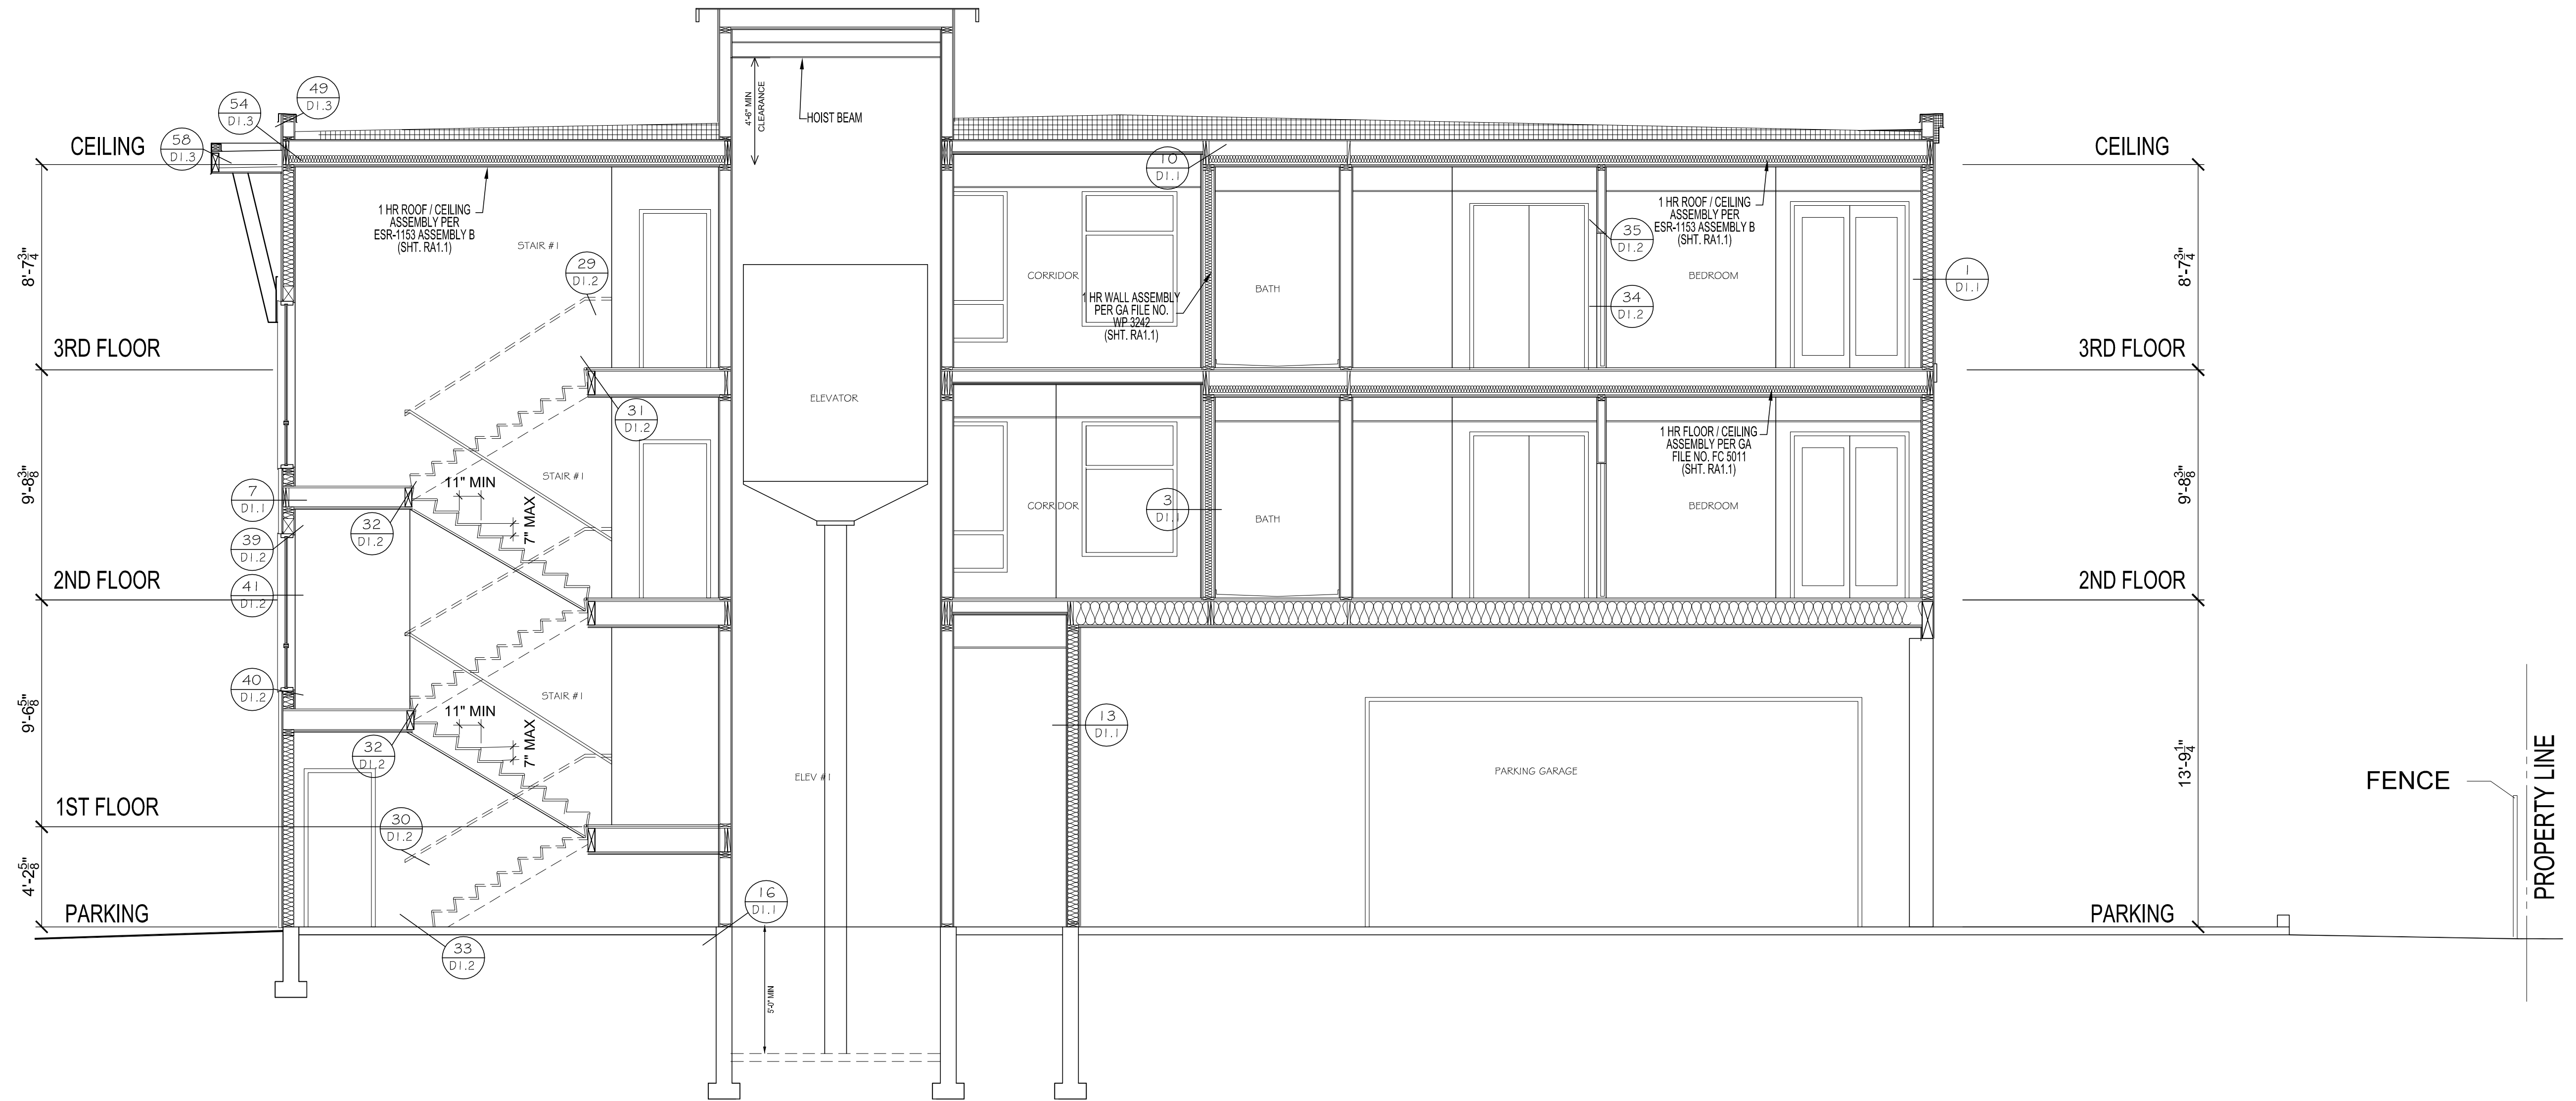 49
D1.3
54
D1.3
58
D1.3
CEILING
4'-6" MIN
CLEARANCE
HOIST BEAM
10
D1.1
CEILING
1 HR ROOF / CEILING
ASSEMBLY PER
ESR-1153 ASSEMBLY B
(SHT. RA1.1)
1 HR ROOF / CEILING
ASSEMBLY PER
ESR-1153 ASSEMBLY B
(SHT. RA1.1)
STAIR #1
29
D1.2
35
D1.2
34
D1.2
8'-7 3/4"
CORRIDOR
BATH
BEDROOM
1
D1.1
8'-7 3/4"
1 HR WALL ASSEMBLY
PER GA FILE NO.
WP 3242
(SHT. RA1.1)
3RD FLOOR
3RD FLOOR
31
D1.2
ELEVATOR
1 HR FLOOR / CEILING
ASSEMBLY PER GA
FILE NO. FC 5011
(SHT. RA1.1)
9'-8 3/8"
STAIR #1
11" MIN
7" MAX
7
D1.1
32
D1.2
39
D1.2
CORRIDOR
3
D1.1
BATH
BEDROOM
9'-8 3/8"
2ND FLOOR
41
D1.2
2ND FLOOR
40
D1.2
9'-6 5/8"
STAIR #1
11" MIN
7" MAX
32
D1.2
13
D1.1
ELEV #1
PARKING GARAGE
13'-9 1/4"
FENCE
PROPERTY LINE
1ST FLOOR
30
D1.2
4'-2 5/8"
16
D1.1
PARKING
PARKING
33
D1.2
5'-0" MIN